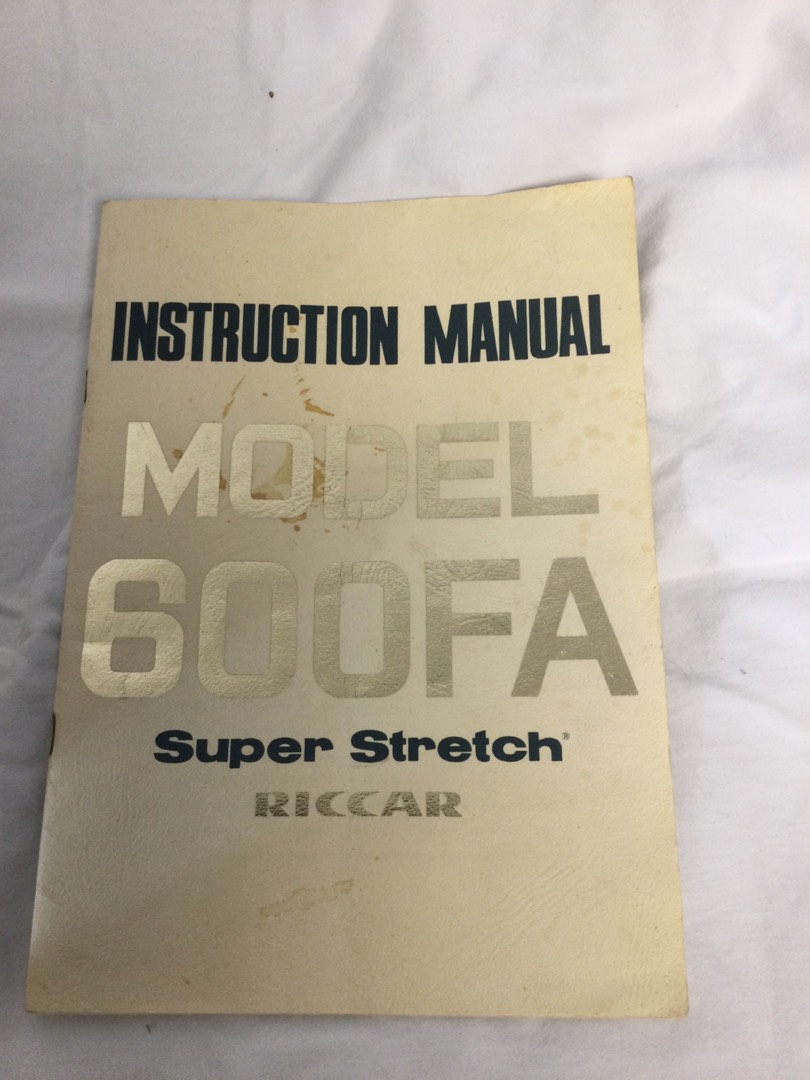 INSTRUCTION MANUAL
MODEL
600FA
Super Stretch®
RICCAR